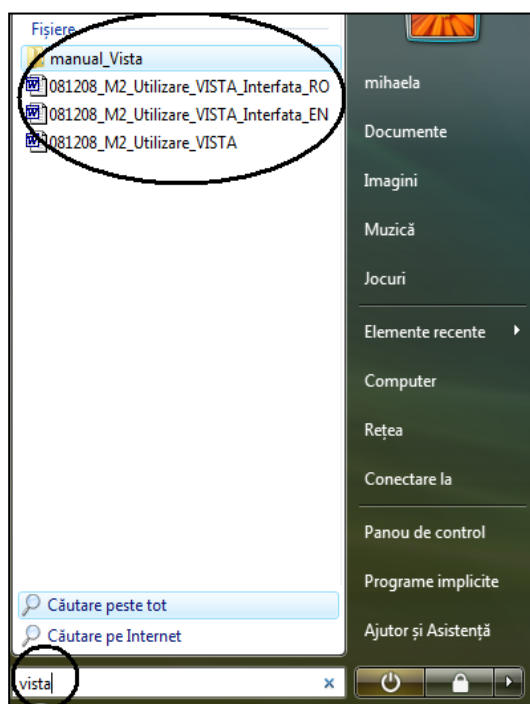 Fișiere
manual_Vista
081208_M2_Utilizare_VISTA_Interfata_RO
081208_M2_Utilizare_VISTA_Interfata_EN
081208_M2_Utilizare_VISTA
Căutare peste tot
Căutare pe Internet
vista
mihaela
Documente
Imagini
Muzică
Jocuri
Elemente recente
Computer
Rețea
Conectare la
Panou de control
Programe implicite
Ajutor și Asistență